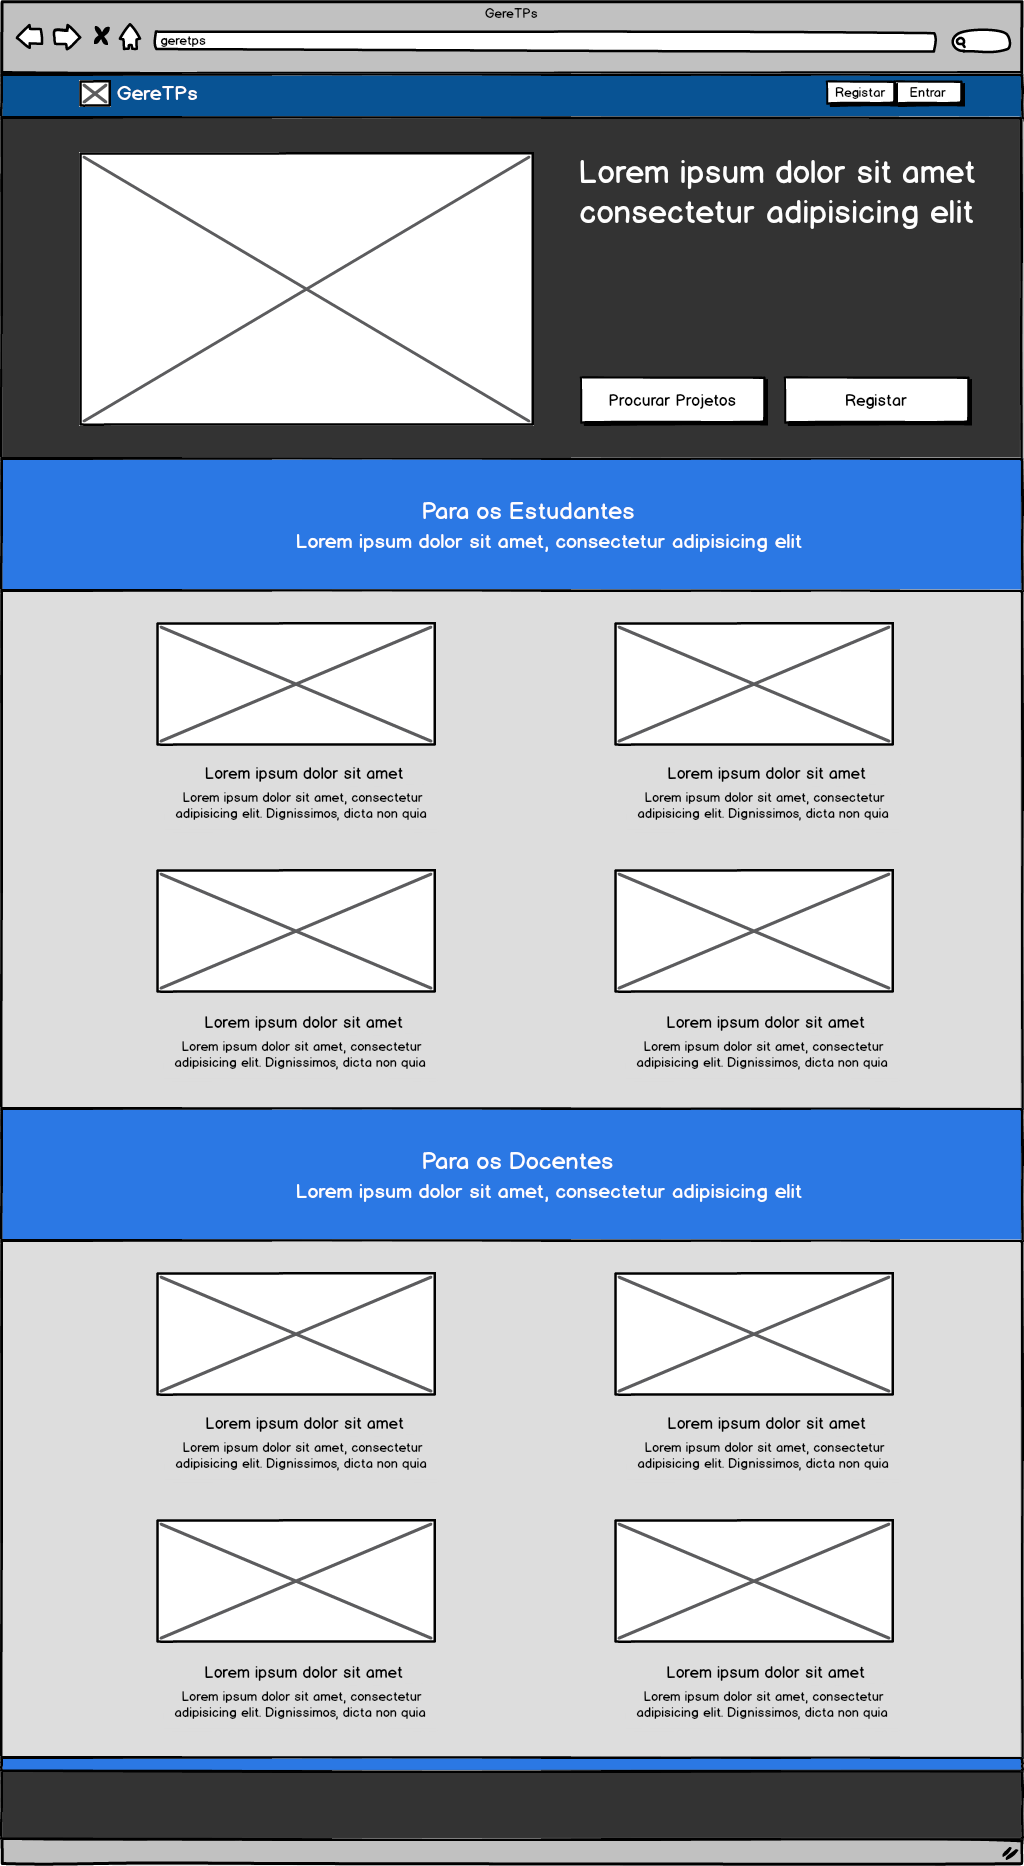 GereTPs
geretps
GereTPs
Registar
Entrar
Lorem ipsum dolor sit amet
consectetur adipisicing elit
Procurar Projetos
Registar
Para os Estudantes
Lorem ipsum dolor sit amet, consectetur adipisicing elit
Lorem ipsum dolor sit amet
Lorem ipsum dolor sit amet, consectetur
adipisicing elit. Dignissimos, dicta non quia
Lorem ipsum dolor sit amet
Lorem ipsum dolor sit amet, consectetur
adipisicing elit. Dignissimos, dicta non quia
Lorem ipsum dolor sit amet
Lorem ipsum dolor sit amet, consectetur
adipisicing elit. Dignissimos, dicta non quia
Lorem ipsum dolor sit amet
Lorem ipsum dolor sit amet, consectetur
adipisicing elit. Dignissimos, dicta non quia
Para os Docentes
Lorem ipsum dolor sit amet, consectetur adipisicing elit
Lorem ipsum dolor sit amet
Lorem ipsum dolor sit amet, consectetur
adipisicing elit. Dignissimos, dicta non quia
Lorem ipsum dolor sit amet
Lorem ipsum dolor sit amet, consectetur
adipisicing elit. Dignissimos, dicta non quia
Lorem ipsum dolor sit amet
Lorem ipsum dolor sit amet, consectetur
adipisicing elit. Dignissimos, dicta non quia
Lorem ipsum dolor sit amet
Lorem ipsum dolor sit amet, consectetur
adipisicing elit. Dignissimos, dicta non quia